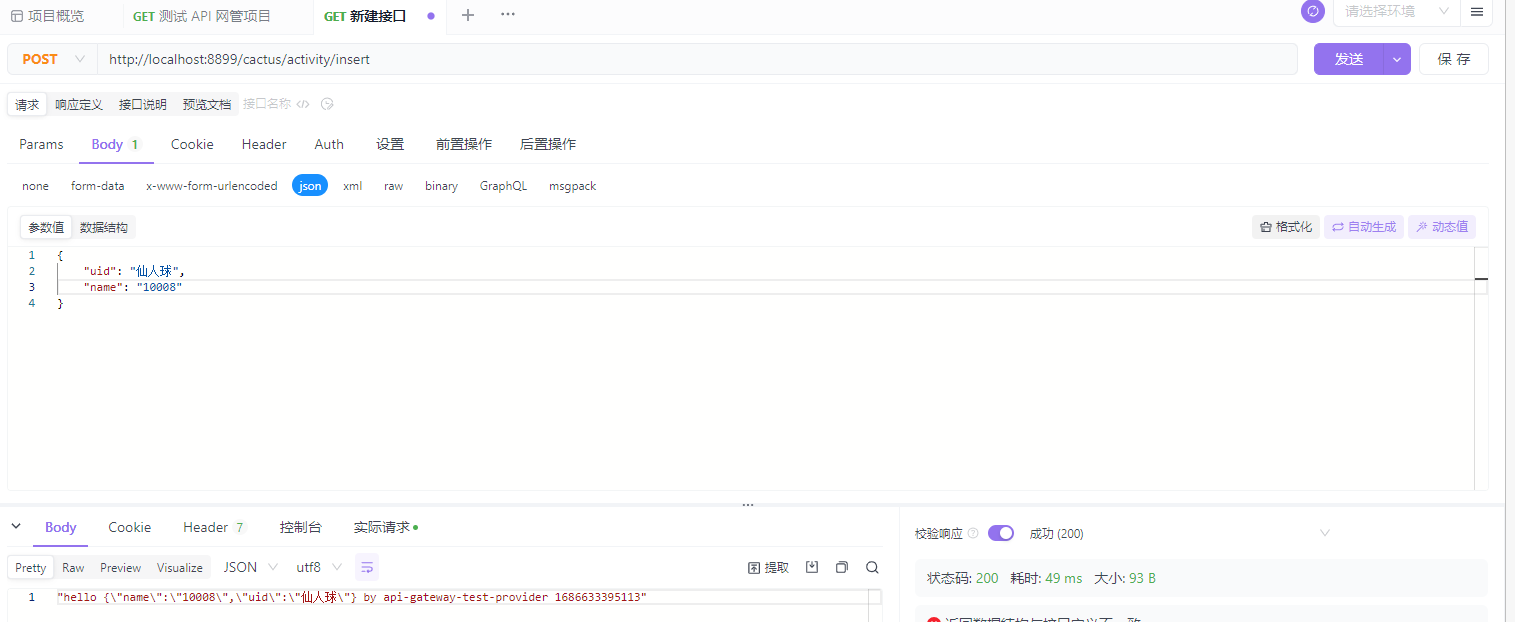 项目概览 GET 测试 API 网管项目 GET 新建接口 请选择环境
POST http://localhost:8899/cactus/activity/insert 发送 保 存
请求 响应定义 接口说明 预览文档 接口名称
Params Body 1 Cookie Header Auth 设置 前置操作 后置操作
none form-data x-www-form-urlencoded json xml raw binary GraphQL msgpack
参数值 数据结构 格式化 自动生成 动态值
1 {
2 "uid": "仙人球",
3 "name": "10008"
4 }
Body Cookie Header 7 控制台 实际请求 校验响应 成功 (200)
Pretty Raw Preview Visualize JSON utf8 提取
状态码: 200 耗时: 49 ms 大小: 93 B
1 "hello {\"name\":\"10008\",\"uid\":\"仙人球\"} by api-gateway-test-provider 1686633395113"